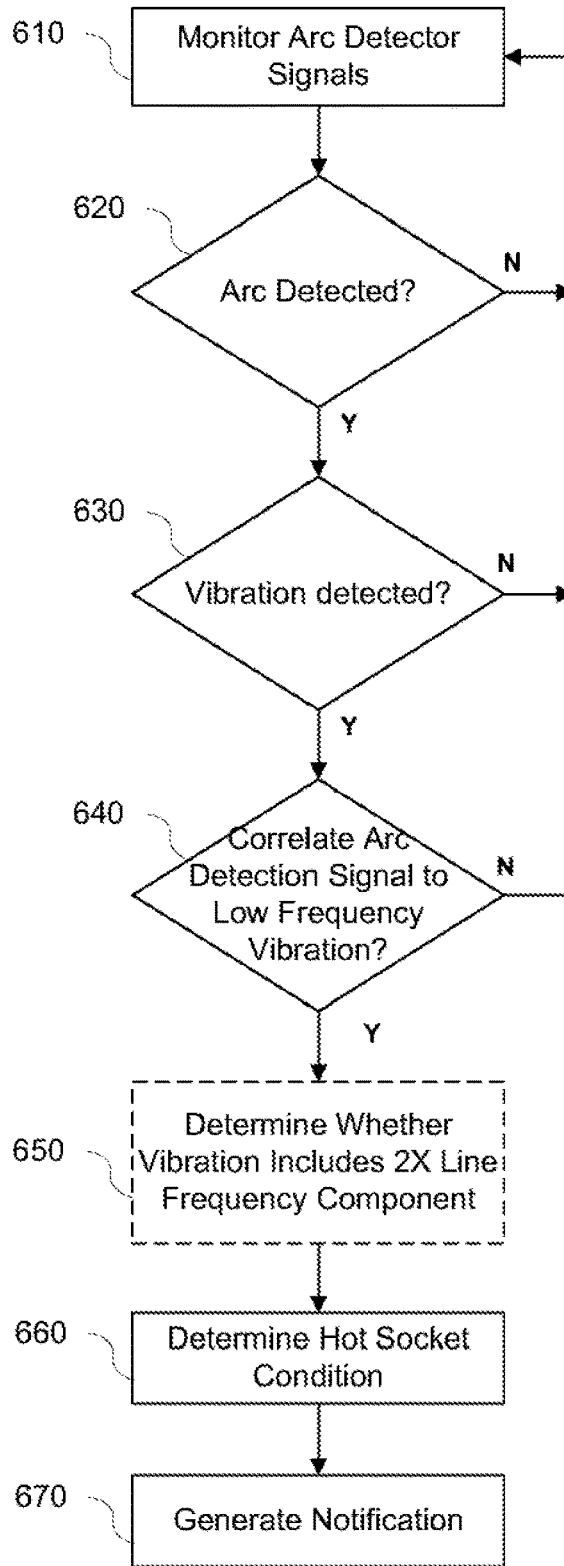 610
Monitor Arc Detector
Signals
620
Arc Detected?
N
Y
630
Vibration detected?
N
Y
640
Correlate Arc
Detection Signal to
Low Frequency
Vibration?
N
Y
650
Determine Whether
Vibration Includes 2X Line
Frequency Component
660
Determine Hot Socket
Condition
670
Generate Notification